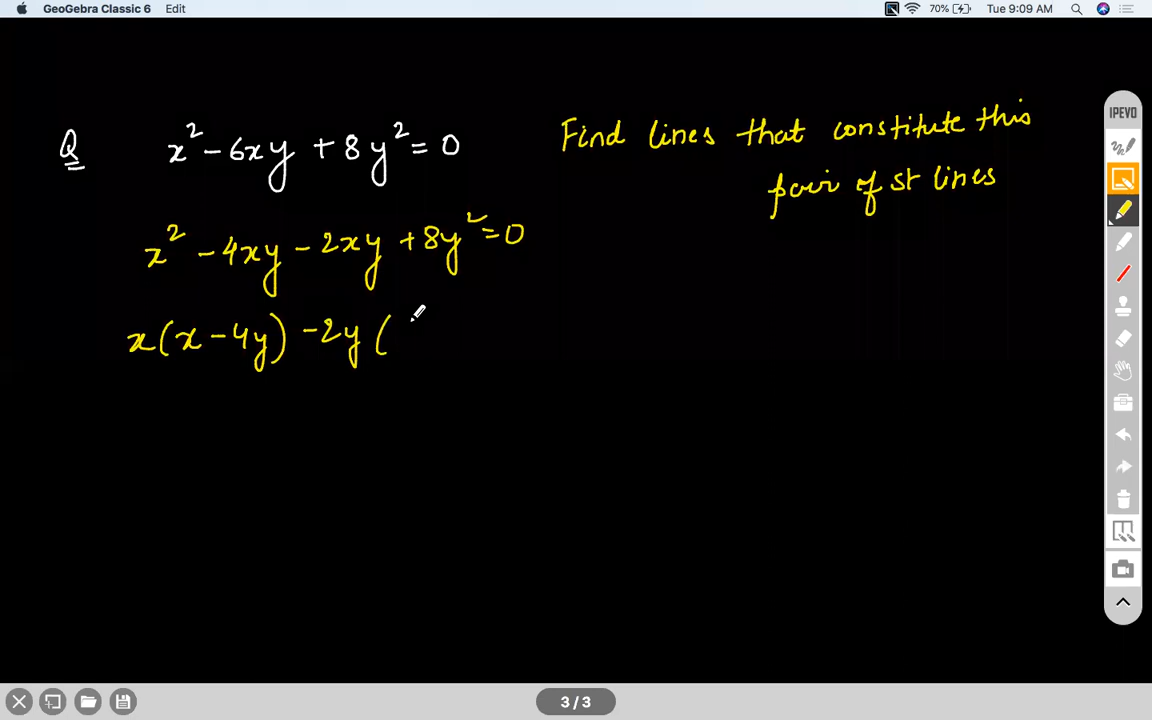 GeoGebra Classic 6 Edit 70% Tue 9:09 AM
Q x² - 6xy + 8y² = 0 Find lines that constitute this
pair of st lines
x² - 4xy - 2xy + 8y² = 0
x(x - 4y) - 2y (
IPEVO
3 / 3